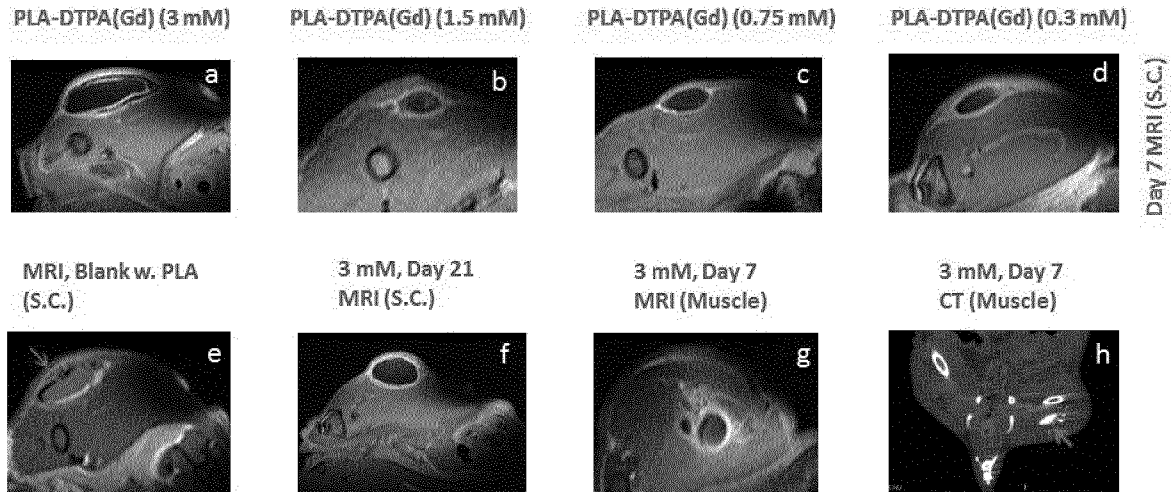 PLA-DTPA(Gd) (3 mM)
PLA-DTPA(Gd) (1.5 mM)
PLA-DTPA(Gd) (0.75 mM)
PLA-DTPA(Gd) (0.3 mM)
a
b
c
d
Day 7 MRI (S.C.)
MRI, Blank w. PLA
(S.C.)
3 mM, Day 21
MRI (S.C.)
3 mM, Day 7
MRI (Muscle)
3 mM, Day 7
CT (Muscle)
e
f
g
h